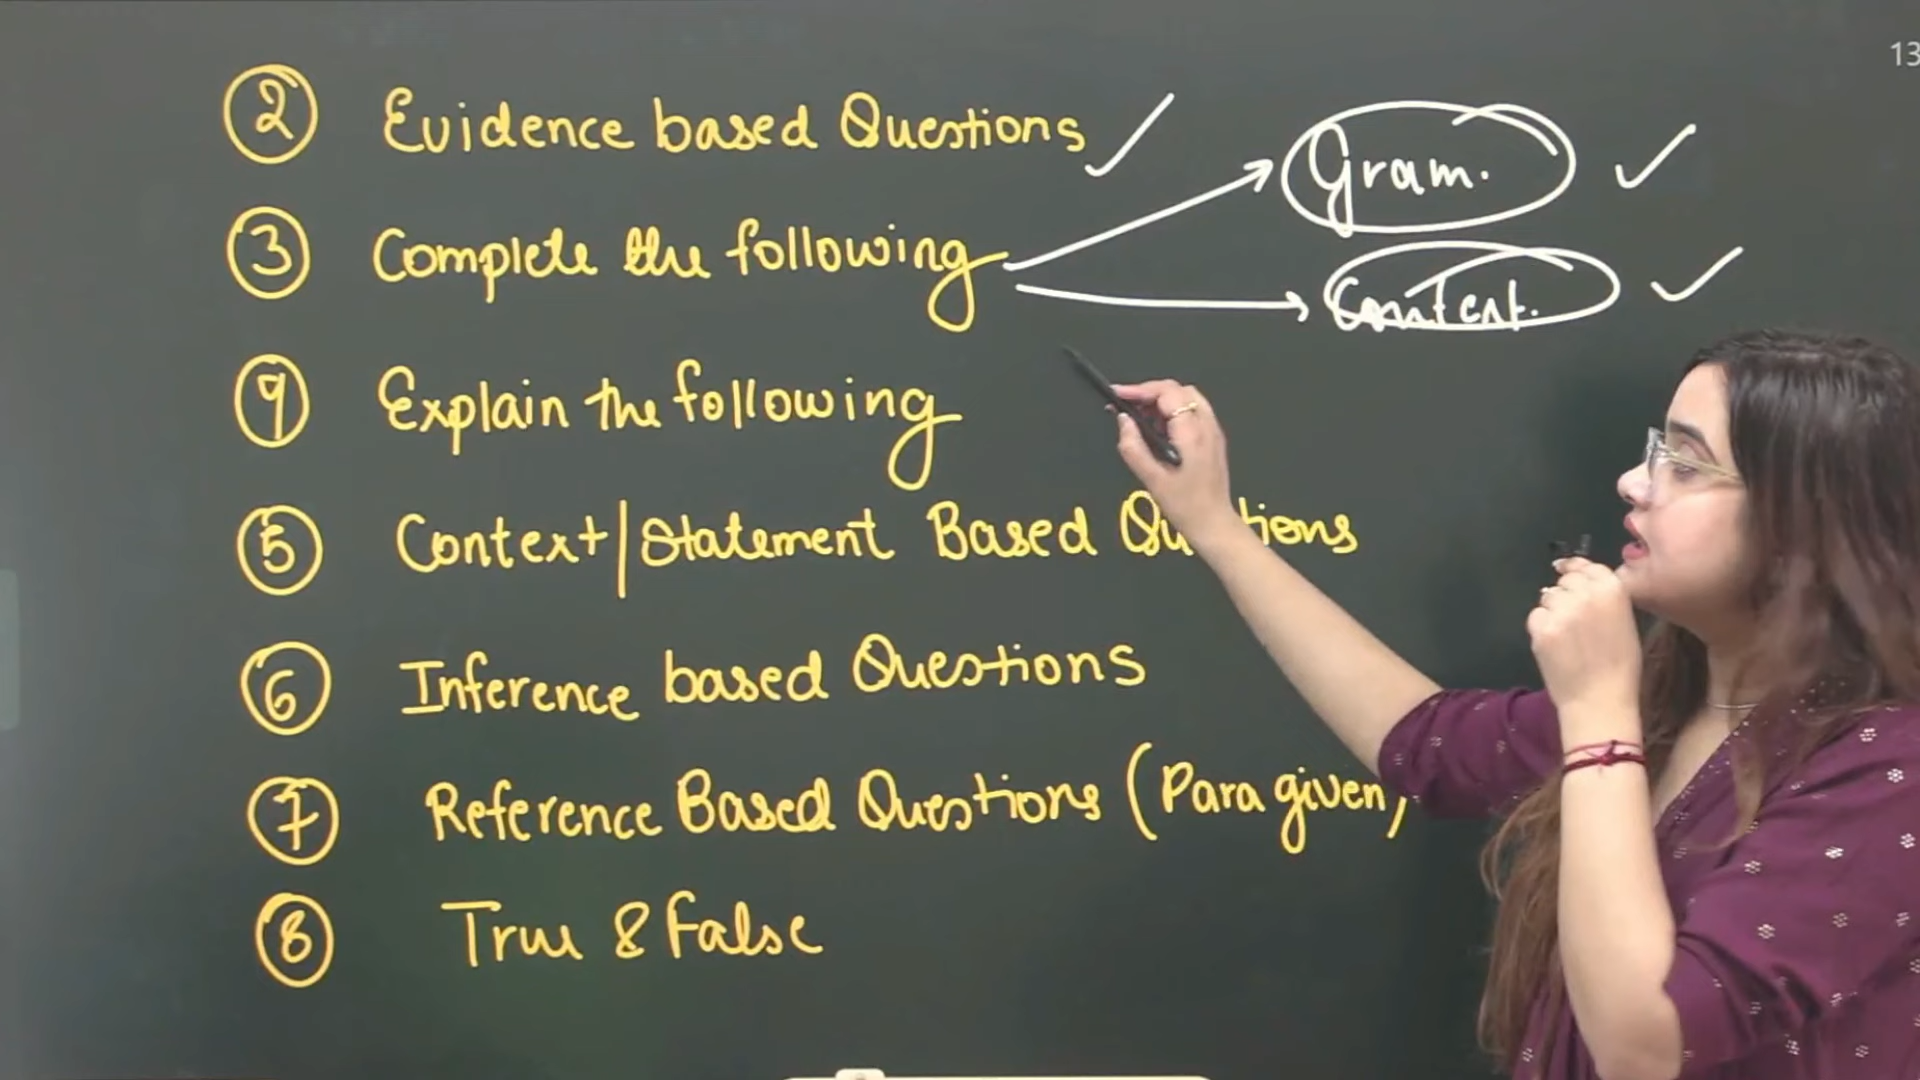 13
② Evidence based Questions ✓
Gram. ✓
③ Complete the following
Context. ✓
④ Explain the following
⑤ Context/Statement Based Questions
⑥ Inference based Questions
⑦ Reference Based Questions (Para given)
⑧ True & False